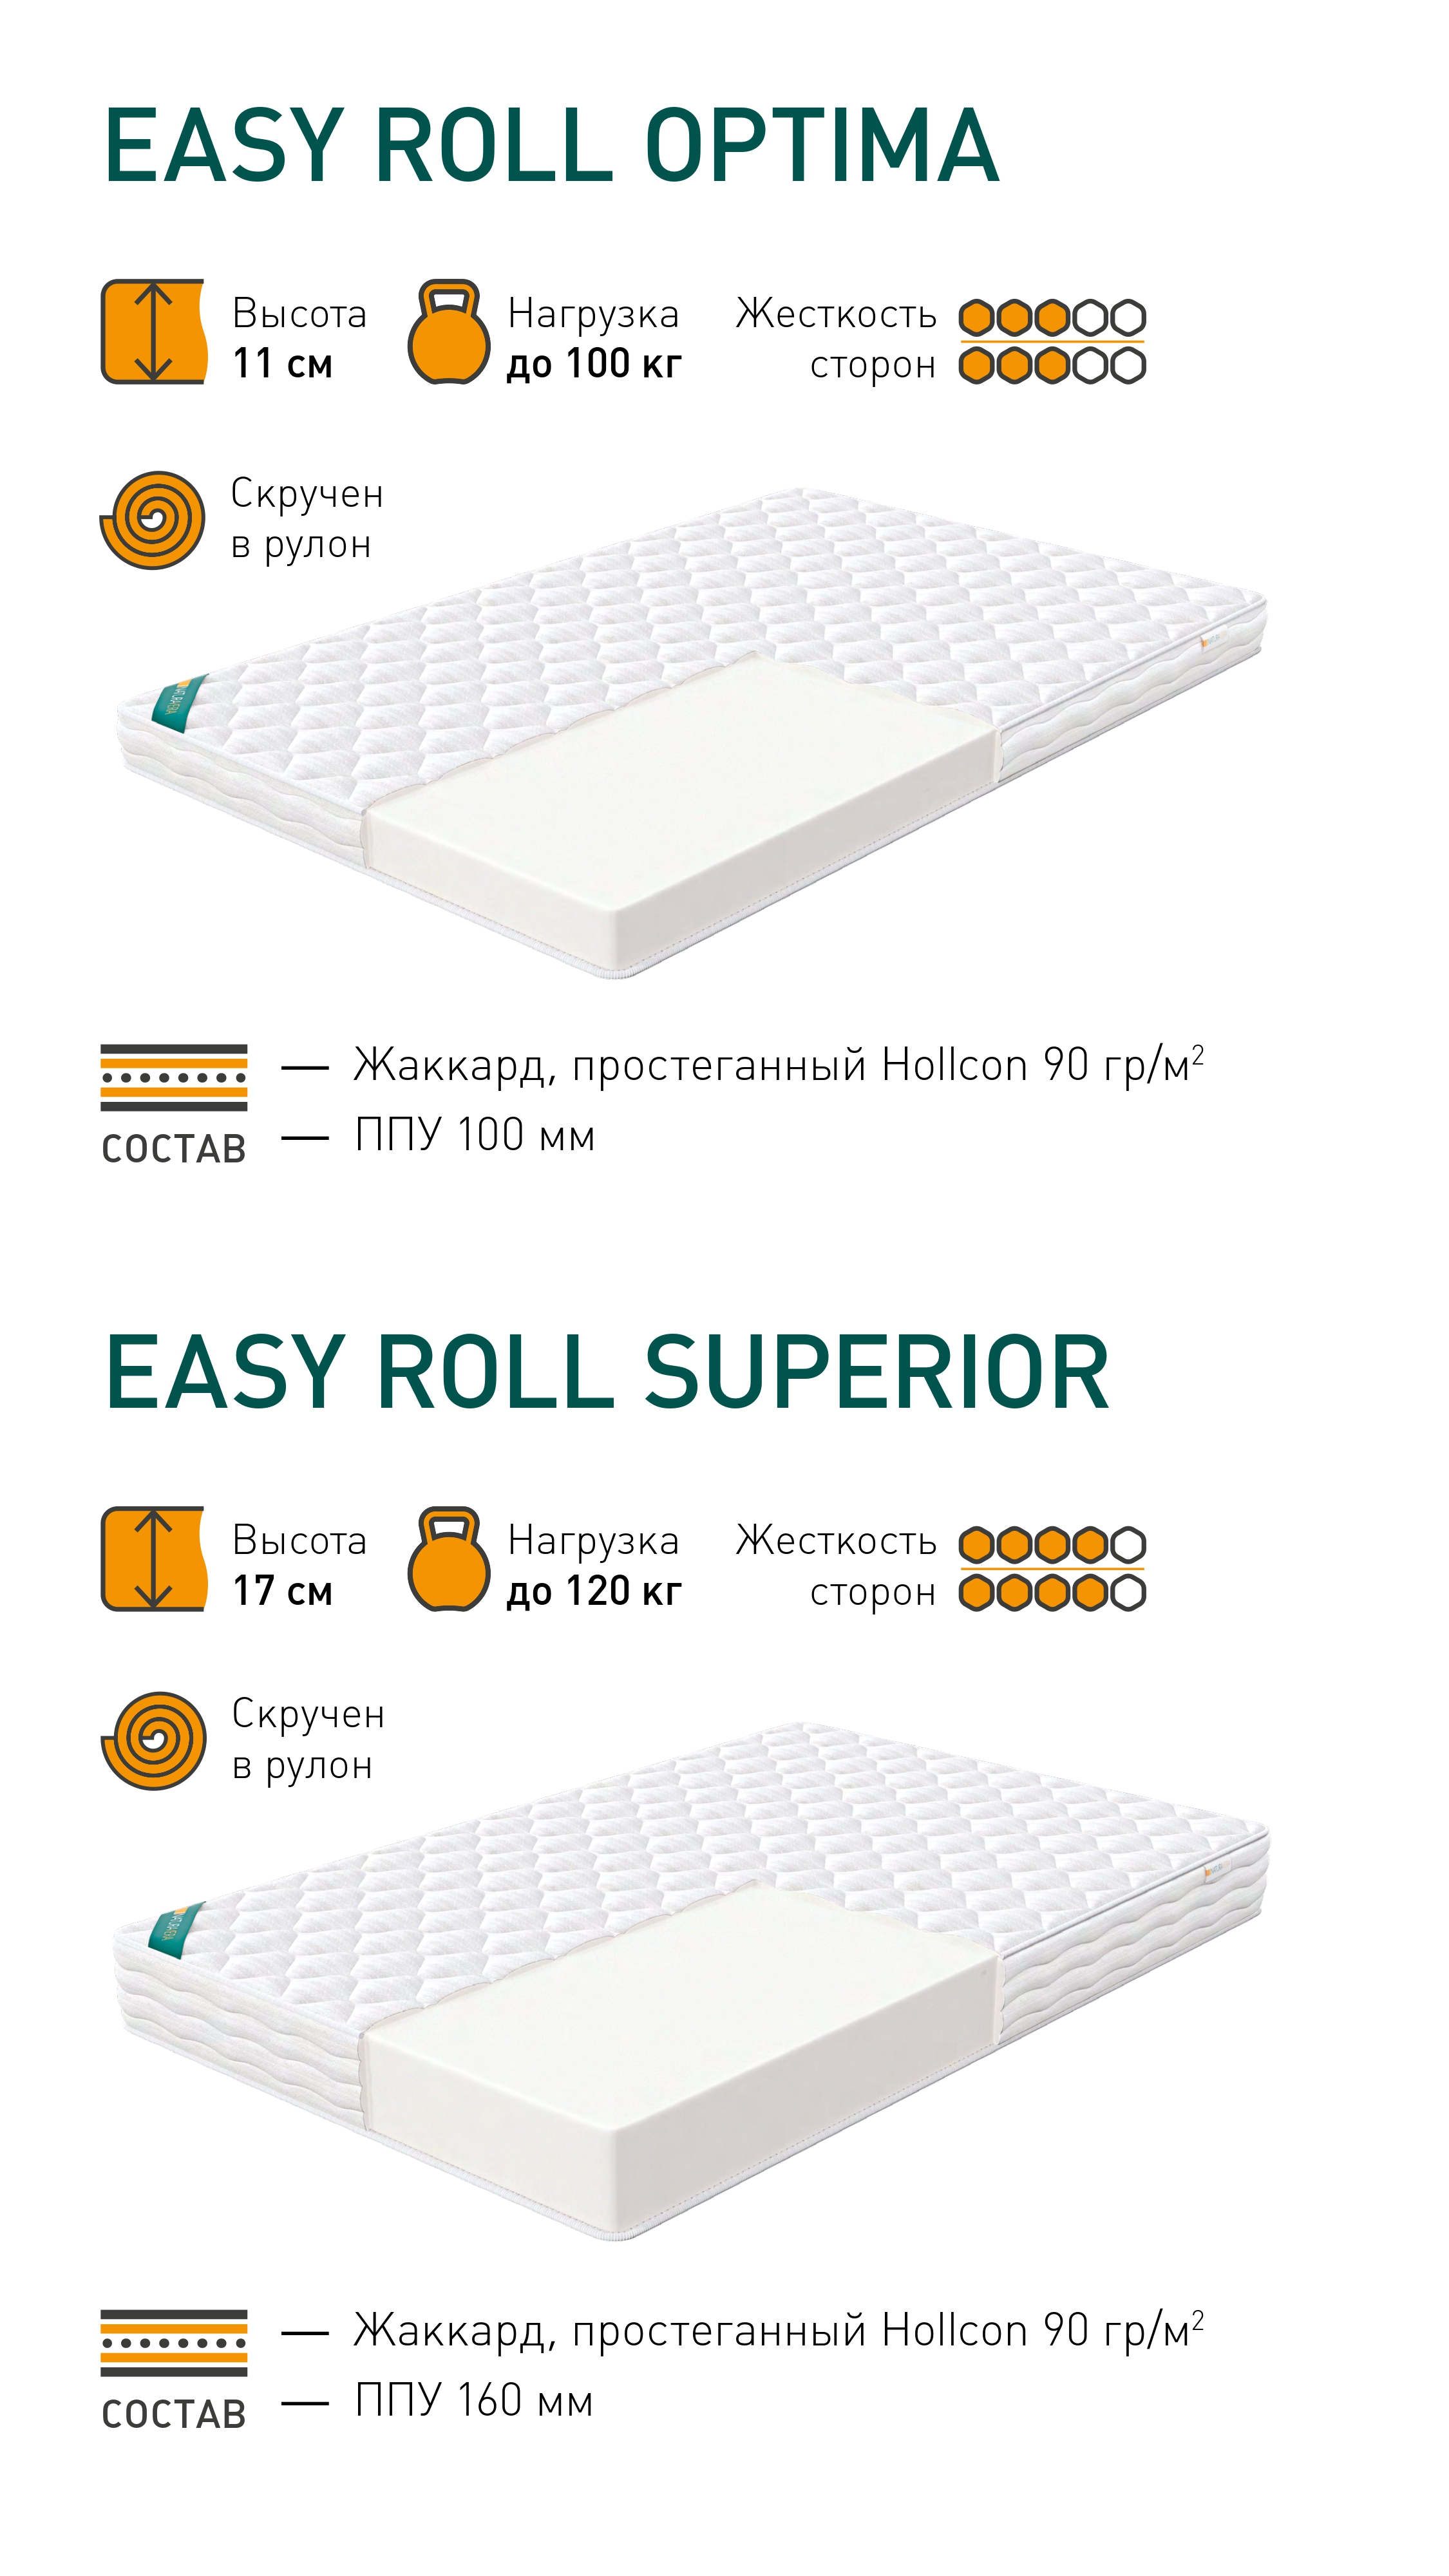 EASY ROLL OPTIMA
Высота
11 см
Нагрузка
до 100 кг
Жесткость
сторон
Скручен
в рулон
— Жаккард, простеганный Hollcon 90 гр/м²
— ППУ 100 мм
СОСТАВ
EASY ROLL SUPERIOR
Высота
17 см
Нагрузка
до 120 кг
Жесткость
сторон
Скручен
в рулон
— Жаккард, простеганный Hollcon 90 гр/м²
— ППУ 160 мм
СОСТАВ